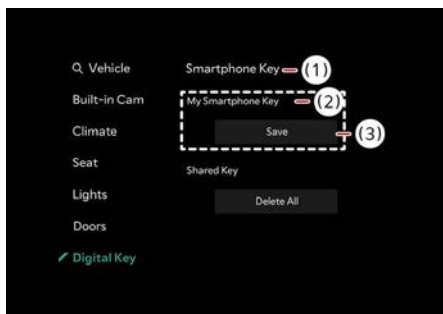 Vehicle
Built-in Cam
Climate
Seat
Lights
Doors
Digital Key
Smartphone Key (1)
My Smartphone Key (2)
Save (3)
Shared Key
Delete All